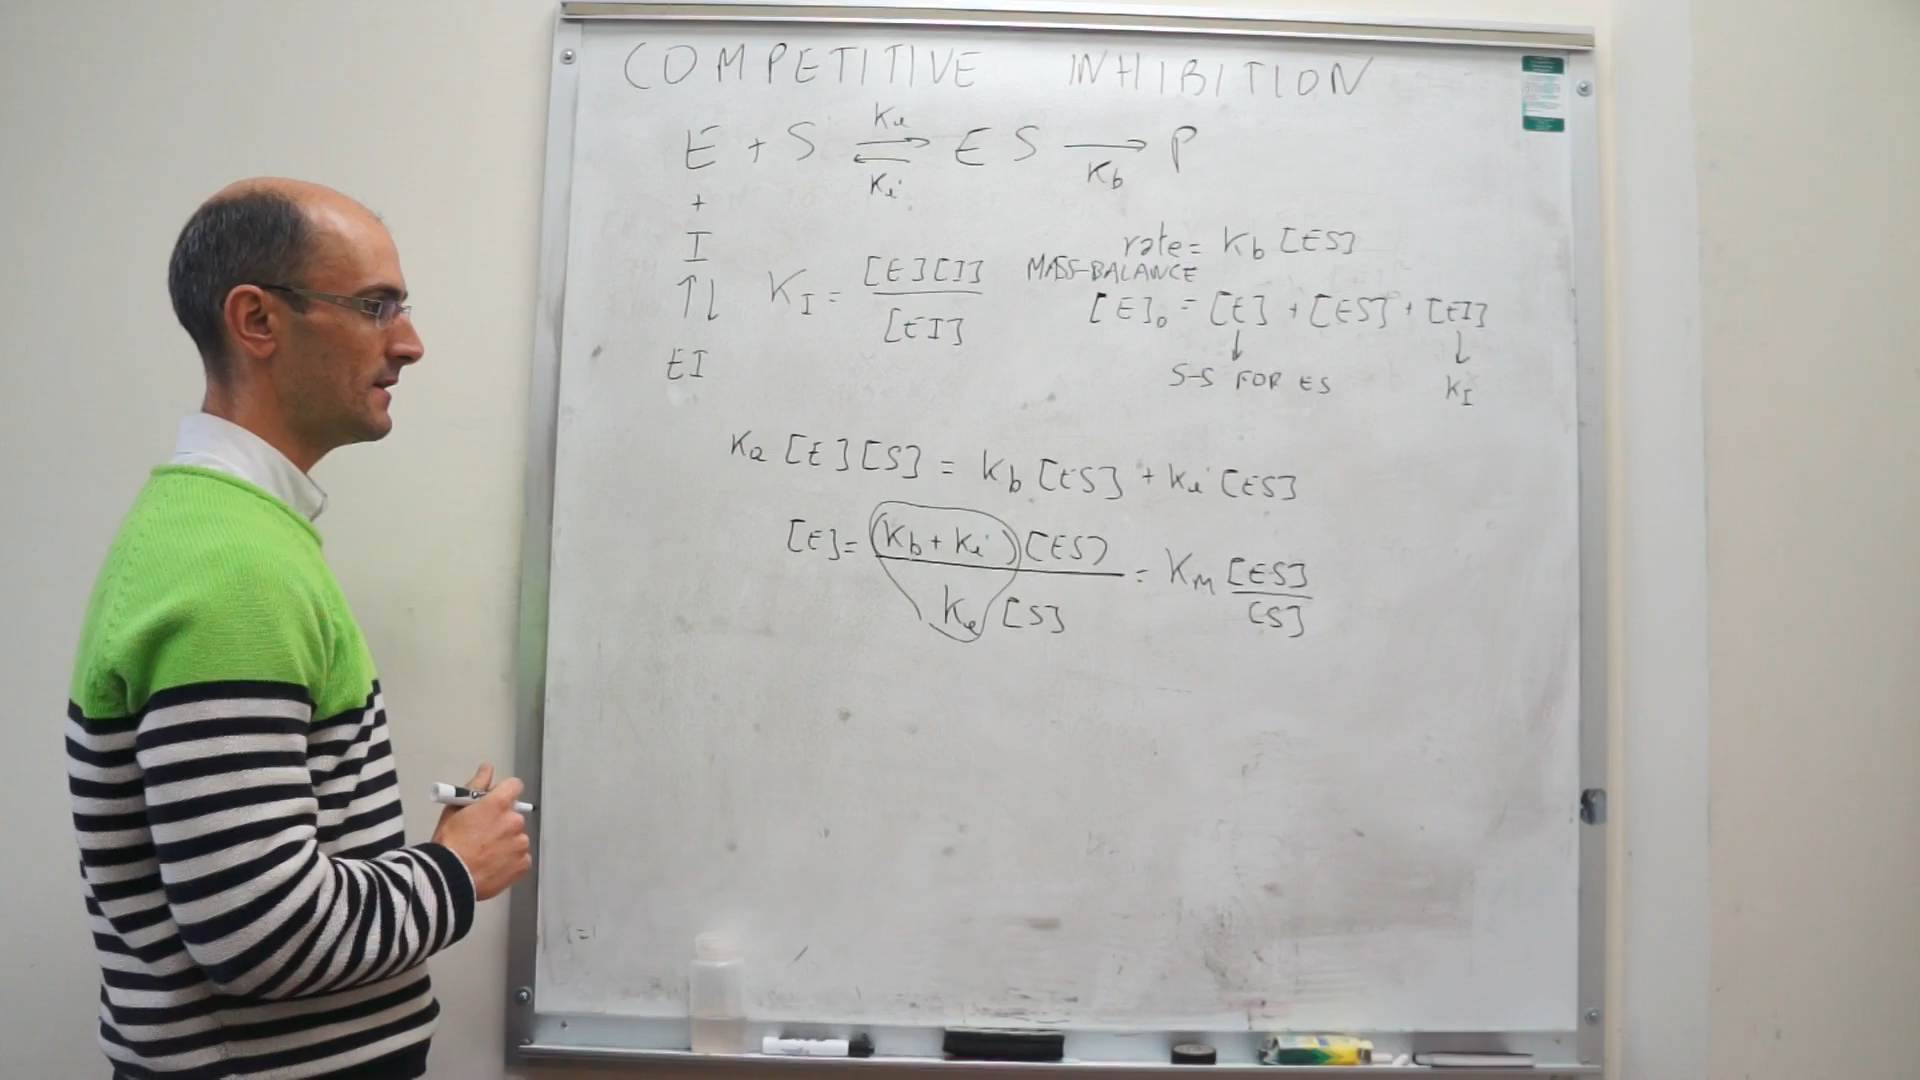 COMPETITIVE INHIBITION
E + S ⇌ ES → P
ka
ka'
kb
+
I
⇅
EI
K_I = [E][I] / [EI]
rate = kb [ES]
MASS-BALANCE
[E]₀ = [E] + [ES] + [EI]
↓ ↓
S-S FOR ES
K_I
ka [E][S] = kb [ES] + ka' [ES]
[E] = (kb + ka') [ES] / ka [S] = K_M [ES] / [S]